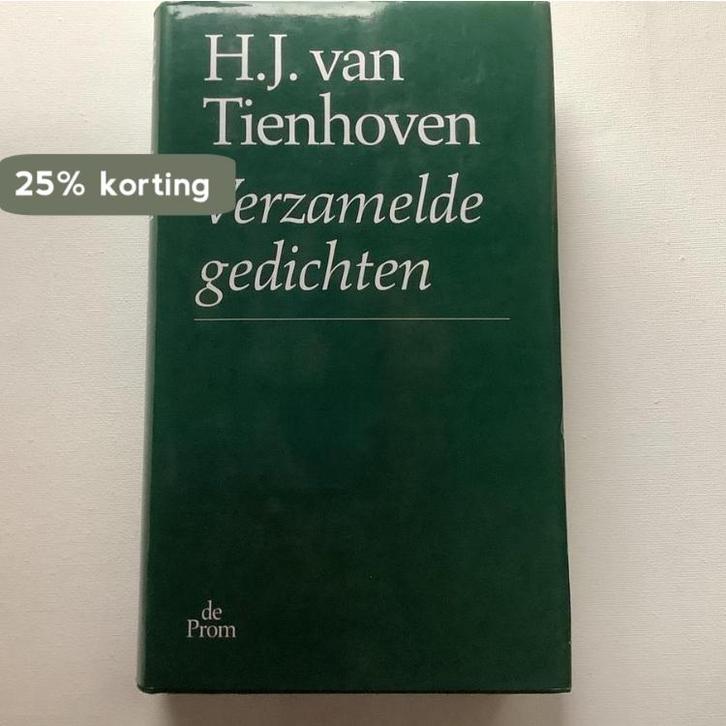 H.J. van
Tienhoven
25% korting
Verzamelde
gedichten
de
Prom